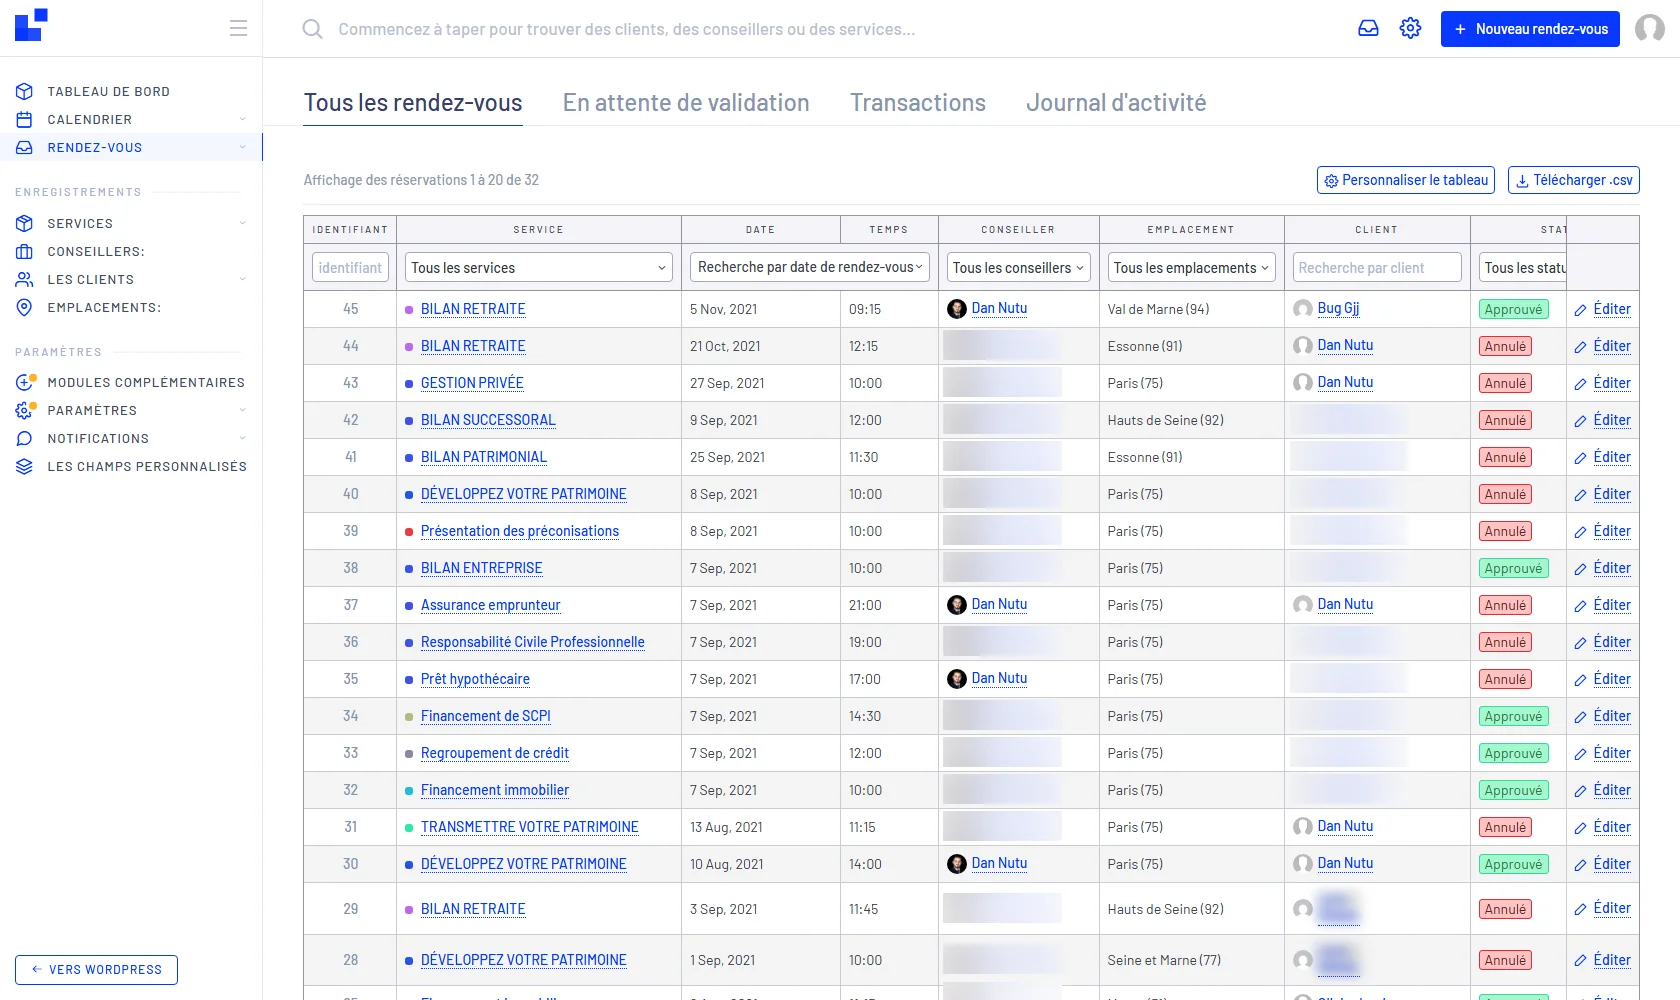 Commencez à taper pour trouver des clients, des conseillers ou des services...
+ Nouveau rendez-vous
TABLEAU DE BORD
CALENDRIER
RENDEZ-VOUS
ENREGISTREMENTS
SERVICES
CONSEILLERS:
LES CLIENTS
EMPLACEMENTS:
PARAMÈTRES
MODULES COMPLÉMENTAIRES
PARAMÈTRES
NOTIFICATIONS
LES CHAMPS PERSONNALISÉS
← VERS WORDPRESS
Tous les rendez-vous En attente de validation Transactions Journal d'activité
Affichage des réservations 1 à 20 de 32
Personnaliser le tableau Télécharger .csv
IDENTIFIANT SERVICE DATE TEMPS CONSEILLER EMPLACEMENT CLIENT STAT
identifiant Tous les services Recherche par date de rendez-vous Tous les conseillers Tous les emplacements Recherche par client Tous les statu
45 BILAN RETRAITE 5 Nov, 2021 09:15 Dan Nutu Val de Marne (94) Bug Gjj Approuvé Éditer
44 BILAN RETRAITE 21 Oct, 2021 12:15 Essonne (91) Dan Nutu Annulé Éditer
43 GESTION PRIVÉE 27 Sep, 2021 10:00 Paris (75) Dan Nutu Annulé Éditer
42 BILAN SUCCESSORAL 9 Sep, 2021 12:00 Hauts de Seine (92) Annulé Éditer
41 BILAN PATRIMONIAL 25 Sep, 2021 11:30 Essonne (91) Annulé Éditer
40 DÉVELOPPEZ VOTRE PATRIMOINE 8 Sep, 2021 10:00 Paris (75) Annulé Éditer
39 Présentation des préconisations 8 Sep, 2021 10:00 Paris (75) Annulé Éditer
38 BILAN ENTREPRISE 7 Sep, 2021 10:00 Paris (75) Approuvé Éditer
37 Assurance emprunteur 7 Sep, 2021 21:00 Dan Nutu Paris (75) Dan Nutu Annulé Éditer
36 Responsabilité Civile Professionnelle 7 Sep, 2021 19:00 Paris (75) Annulé Éditer
35 Prêt hypothécaire 7 Sep, 2021 17:00 Dan Nutu Paris (75) Annulé Éditer
34 Financement de SCPI 7 Sep, 2021 14:30 Paris (75) Approuvé Éditer
33 Regroupement de crédit 7 Sep, 2021 12:00 Paris (75) Approuvé Éditer
32 Financement immobilier 7 Sep, 2021 10:00 Paris (75) Approuvé Éditer
31 TRANSMETTRE VOTRE PATRIMOINE 13 Aug, 2021 11:15 Paris (75) Dan Nutu Annulé Éditer
30 DÉVELOPPEZ VOTRE PATRIMOINE 10 Aug, 2021 14:00 Dan Nutu Paris (75) Dan Nutu Approuvé Éditer
29 BILAN RETRAITE 3 Sep, 2021 11:45 Hauts de Seine (92) Annulé Éditer
28 DÉVELOPPEZ VOTRE PATRIMOINE 1 Sep, 2021 10:00 Seine et Marne (77) Annulé Éditer